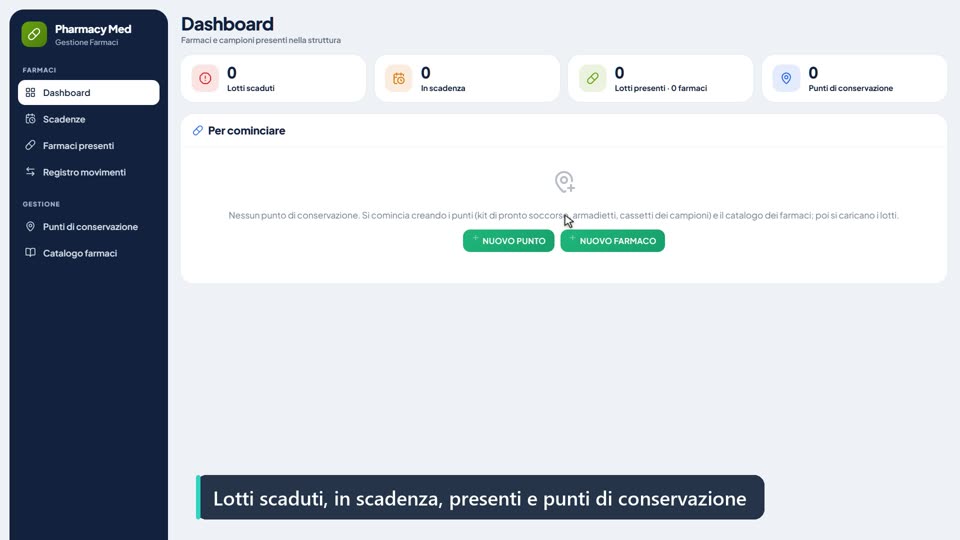 Pharmacy Med
Gestione Farmaci
FARMACI
Dashboard
Scadenze
Farmaci presenti
Registro movimenti
GESTIONE
Punti di conservazione
Catalogo farmaci
Dashboard
Farmaci e campioni presenti nella struttura
0
Lotti scaduti
0
In scadenza
0
Lotti presenti · 0 farmaci
0
Punti di conservazione
Per cominciare
Nessun punto di conservazione. Si comincia creando i punti (kit di pronto soccorso, armadietti, cassetti dei campioni) e il catalogo dei farmaci; poi si caricano i lotti.
+ NUOVO PUNTO
+ NUOVO FARMACO
Lotti scaduti, in scadenza, presenti e punti di conservazione